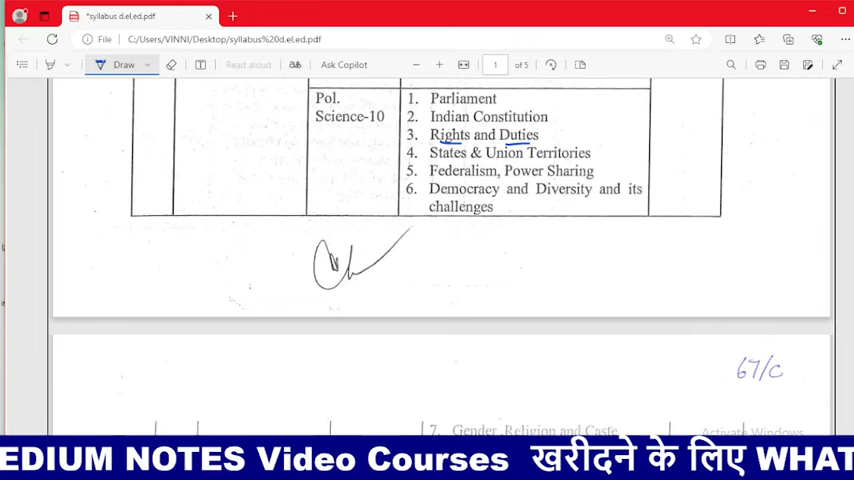 *syllabus d.el.ed.pdf
File C:/Users/VINNI/Desktop/syllabus%20d.el.ed.pdf
Draw Read aloud Ask Copilot 1 of 5
Pol.
Science-10
1. Parliament
2. Indian Constitution
3. Rights and Duties
4. States & Union Territories
5. Federalism, Power Sharing
6. Democracy and Diversity and its
challenges
67/C
7. Gender ,Religion and Caste
Activate Windows
EDIUM NOTES Video Courses खरीदने के लिए WHAT